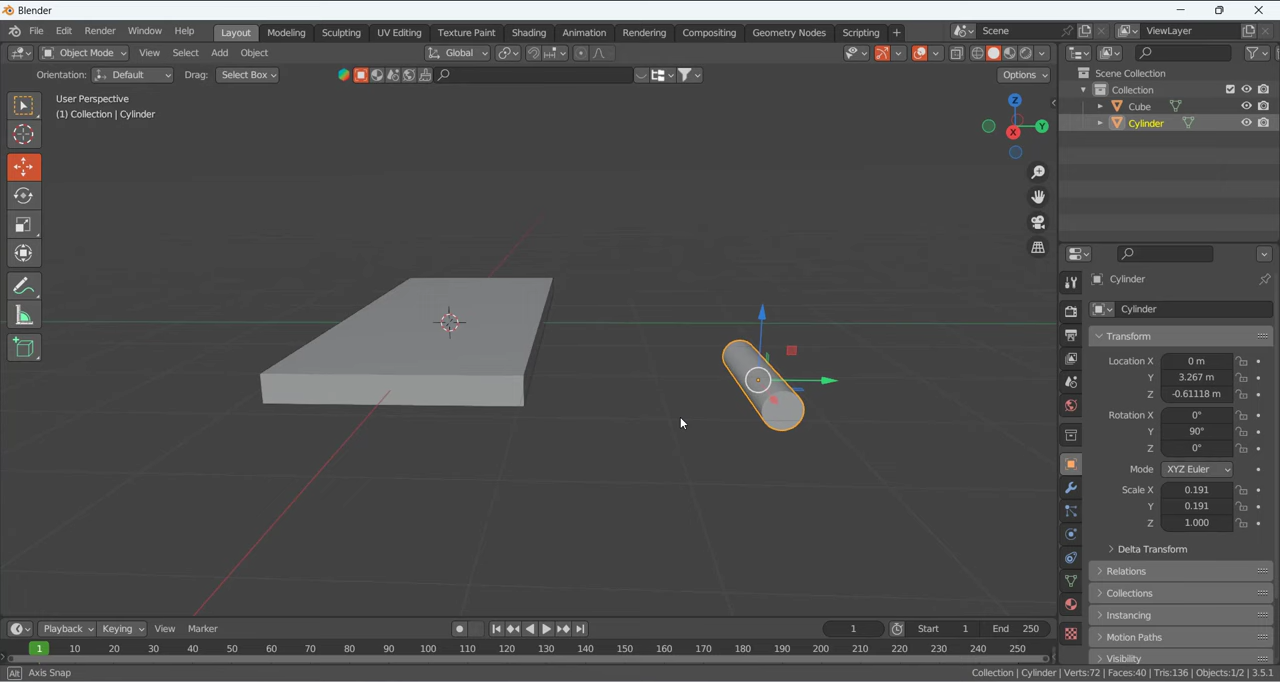 Blender
File Edit Render Window Help Layout Modeling Sculpting UV Editing Texture Paint Shading Animation Rendering Compositing Geometry Nodes Scripting + Scene ViewLayer
Object Mode View Select Add Object Global
Orientation: Default Drag: Select Box Options
User Perspective
(1) Collection | Cylinder
Z
Y
X
Scene Collection
Collection
Cube
Cylinder
Cylinder
Cylinder
Transform
Location X 0 m
Y 3.267 m
Z -0.61118 m
Rotation X 0°
Y 90°
Z 0°
Mode XYZ Euler
Scale X 0.191
Y 0.191
Z 1.000
Delta Transform
Relations
Collections
Instancing
Motion Paths
Visibility
Playback Keying View Marker 1 Start 1 End 250
1 10 20 30 40 50 60 70 80 90 100 110 120 130 140 150 160 170 180 190 200 210 220 230 240 250
Alt Axis Snap Collection | Cylinder | Verts:72 | Faces:40 | Tris:136 | Objects:1/2 | 3.5.1